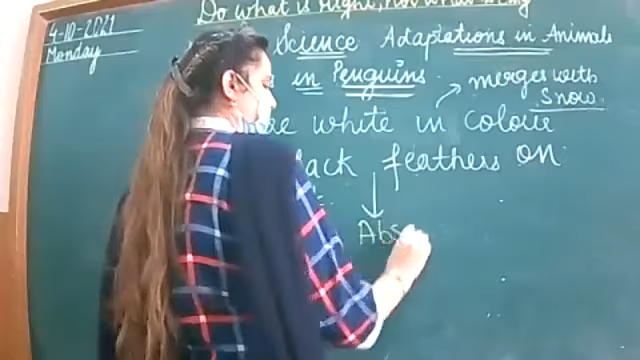 Do what is right, not what
4-10-2021
Monday
Science Adaptations in Animals
in Penguins
merges with
Snow.
white in colour
feathers on
Abs